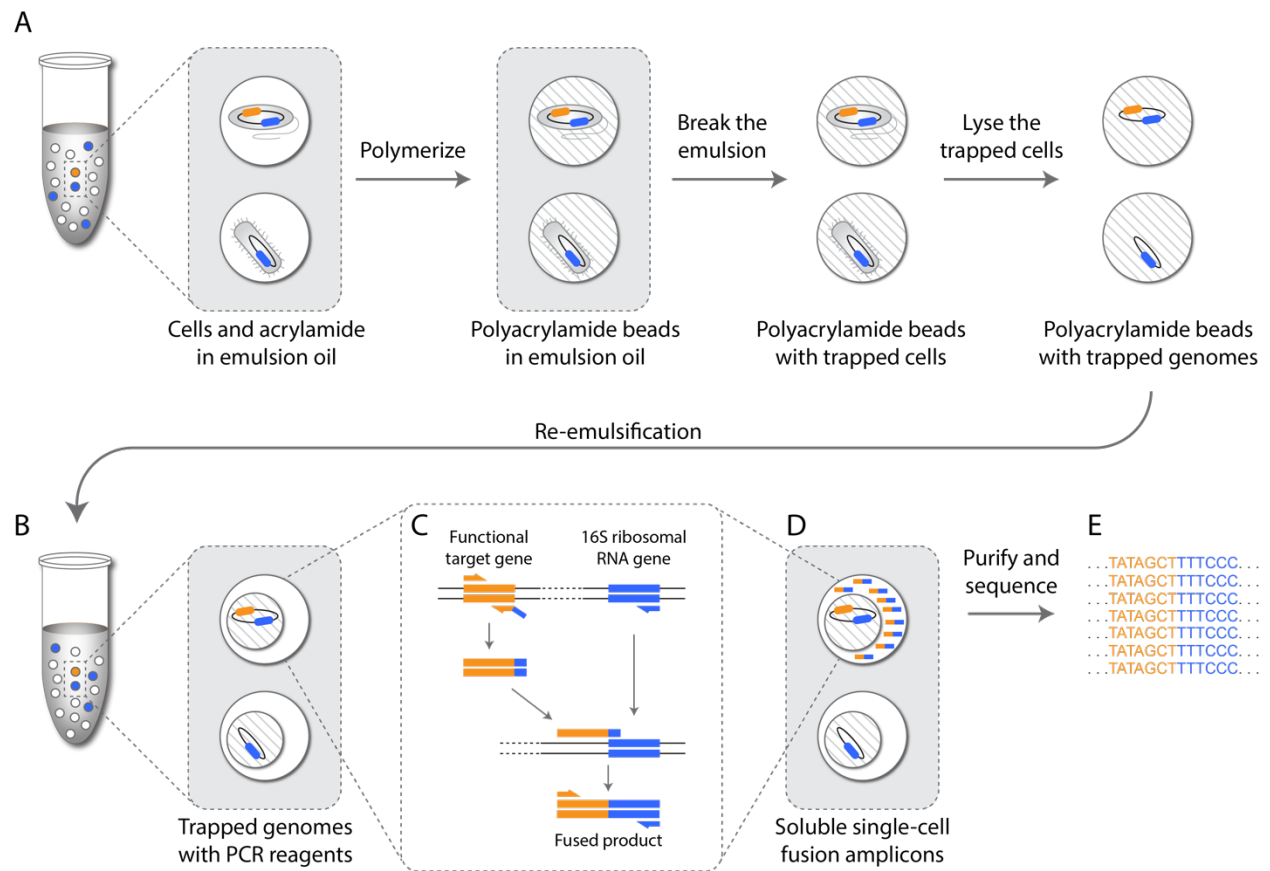 A
Polymerize
Break the
emulsion
Lyse the
trapped cells
Cells and acrylamide
in emulsion oil
Polyacrylamide beads
in emulsion oil
Polyacrylamide beads
with trapped cells
Polyacrylamide beads
with trapped genomes
Re-emulsification
B
Trapped genomes
with PCR reagents
C
Functional
target gene
16S ribosomal
RNA gene
Fused product
D
Soluble single-cell
fusion amplicons
Purify and
sequence
E
. . .TATAGCTTTTCCC. . .
. . .TATAGCTTTTCCC. . .
. . .TATAGCTTTTCCC. . .
. . .TATAGCTTTTCCC. . .
. . .TATAGCTTTTCCC. . .
. . .TATAGCTTTTCCC. . .
. . .TATAGCTTTTCCC. . .